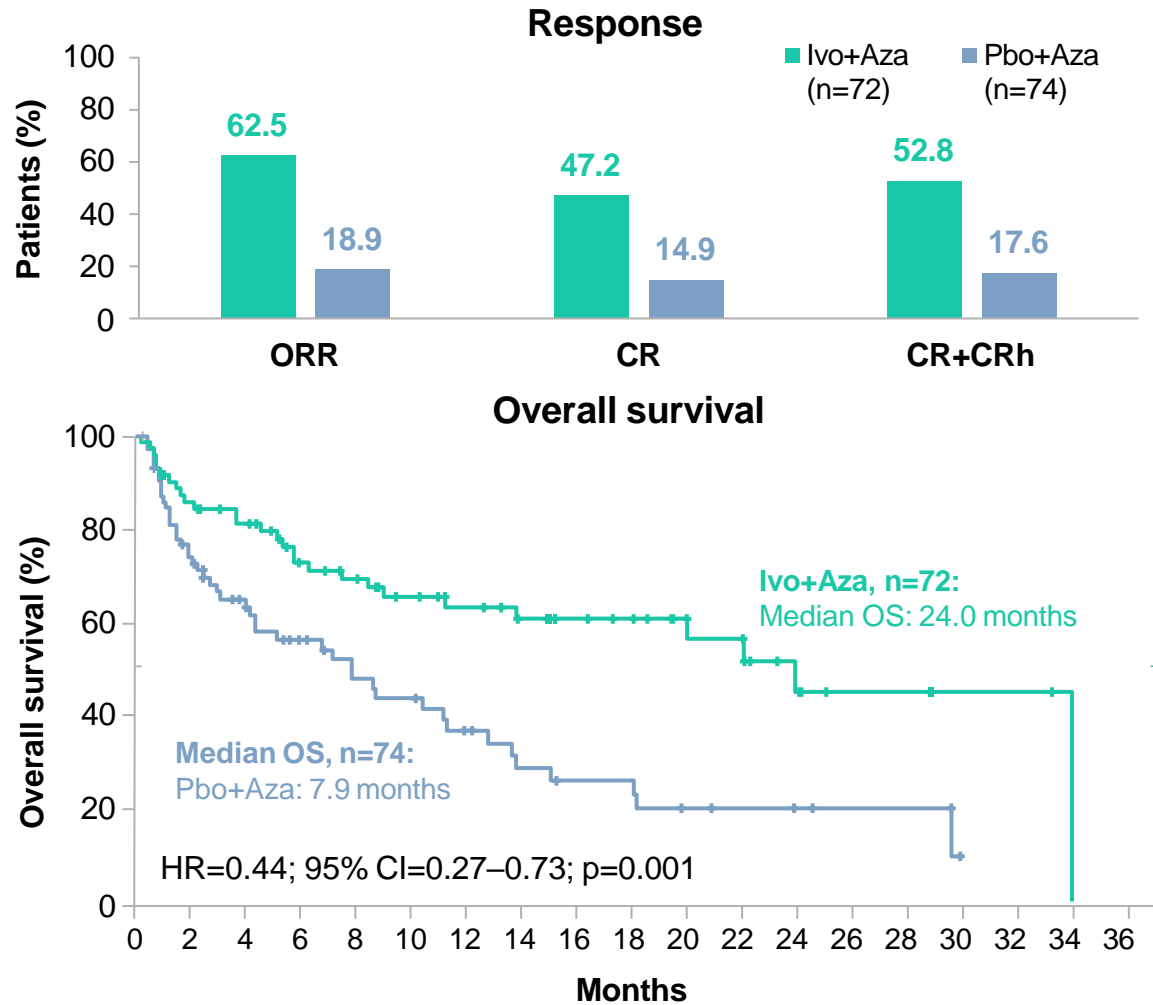 Response
Patients (%)
100
80
60
40
20
0
Ivo+Aza
(n=72)
Pbo+Aza
(n=74)
62.5
18.9
47.2
14.9
52.8
17.6
ORR
CR
CR+CRh
Overall survival
Overall survival (%)
100
80
60
40
20
0
Ivo+Aza, n=72:
Median OS: 24.0 months
Median OS, n=74:
Pbo+Aza: 7.9 months
HR=0.44; 95% CI=0.27–0.73; p=0.001
0 2 4 6 8 10 12 14 16 18 20 22 24 26 28 30 32 34 36
Months